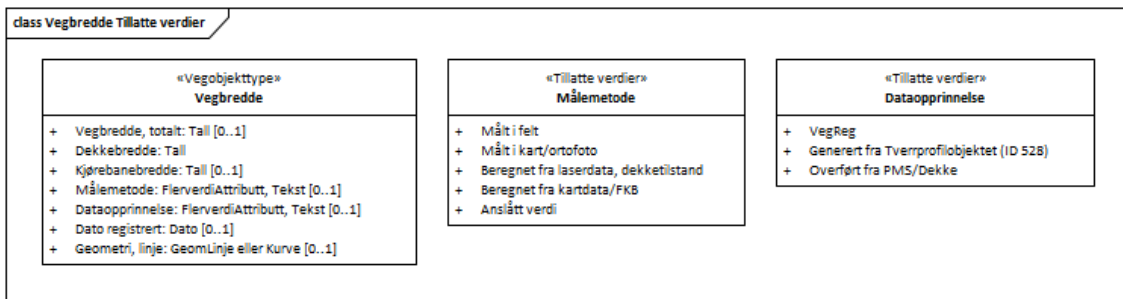 class Vegbredde Tillatte verdier
«Vegobjekttype»
Vegbredde
+ Vegbredde, totalt: Tall [0..1]
+ Dekkebredde: Tall
+ Kjørebanebredde: Tall [0..1]
+ Målemetode: FlerverdiAttributt, Tekst [0..1]
+ Dataopprinnelse: FlerverdiAttributt, Tekst [0..1]
+ Dato registrert: Dato [0..1]
+ Geometri, linje: GeomLinje eller Kurve [0..1]
«Tillatte verdier»
Målemetode
+ Målt i felt
+ Målt i kart/ortofoto
+ Beregnet fra laserdata, dekketilstand
+ Beregnet fra kartdata/FKB
+ Anslått verdi
«Tillatte verdier»
Dataopprinnelse
+ VegReg
+ Generert fra Tverrprofilobjektet (ID 528)
+ Overført fra PMS/Dekke